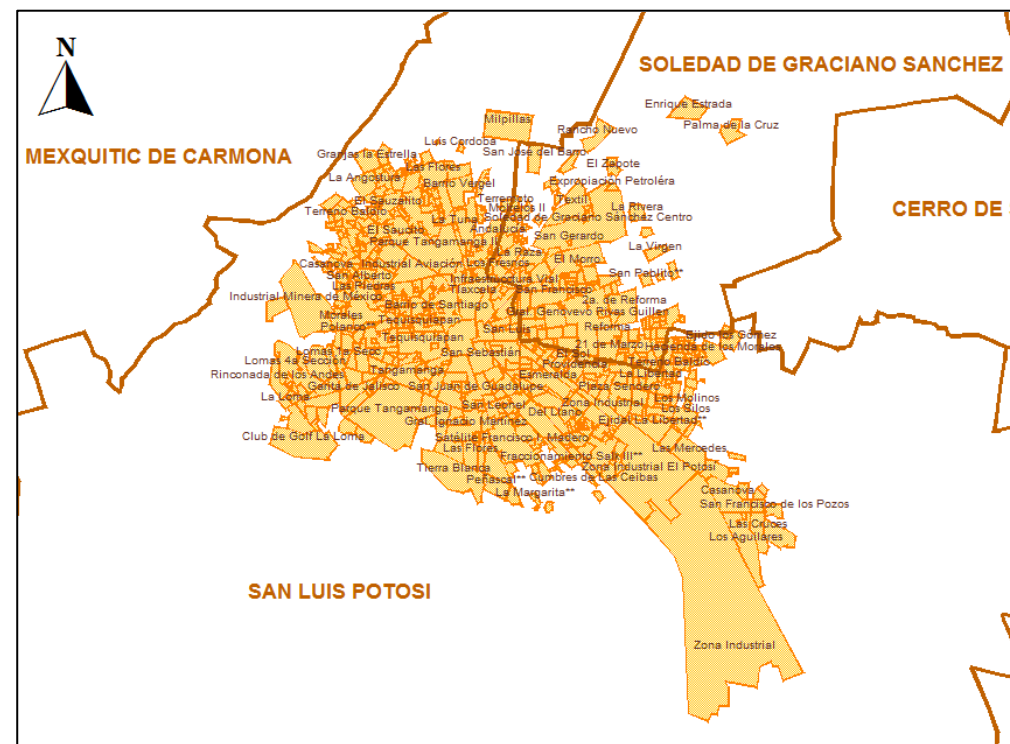 N
SOLEDAD DE GRACIANO SANCHEZ
Enrique Estrada
Palma de la Cruz
Milpillas
Rancho Nuevo
Luis Cordoba
San José del Barro
MEXQUITIC DE CARMONA
Granjas la Estrella
Las Flores
El Zapote
La Angostura
Barrio Vergel
Expropiación Petroléra
El Sauzalito
Terremoto
Textil
Morelos II
La Rivera
CERRO DE
Terreno Baldío
La Tuna
Soledad de Graciano Sánchez Centro
El Saucito
Andalucía
San Gerardo
Parque Tangamanga II
La Virgen
La Raza
El Morro
Casanova
Industrial Aviación
Los Fresnos
San Alberto
San Pablito**
Las Piedras
Infraestructura Vial
Tlaxcala
San Francisco
Industrial Minera de México
2a. de Reforma
Barrio de Santiago
Gral. Genovevo Rivas Guillen
Morales
Tequisquiapan
Polanco**
San Luis
Reforma
Tequisquiapan
Ejido los Gómez
21 de Marzo
Hacienda de los Morales
Lomas 1a Secc
San Sebastián
El Sol
Lomas 4a Sección
Providencia
Terreno Baldío
Rinconada de los Andes
Tangamanga
Esmeralda
La Libertad
Garita de Jalisco
San Juan de Guadalupe
Plaza Sendero
La Loma
Los Molinos
Parque Tangamanga
San Leonel
Zona Industrial
Los Silos
Del Llano
Gral. Ignacio Martínez
Ejidal La Libertad**
Club de Golf La Loma
Satélite Francisco I. Madero
Las Flores
Las Mercedes
Fraccionamiento Salk III**
Tierra Blanca
Zona Industrial El Potosí
Peñascal**
Cumbres de Las Ceibas
La Margarita**
Casanova
San Francisco de los Pozos
Las Cruces
Los Aguilares
SAN LUIS POTOSI
Zona Industrial